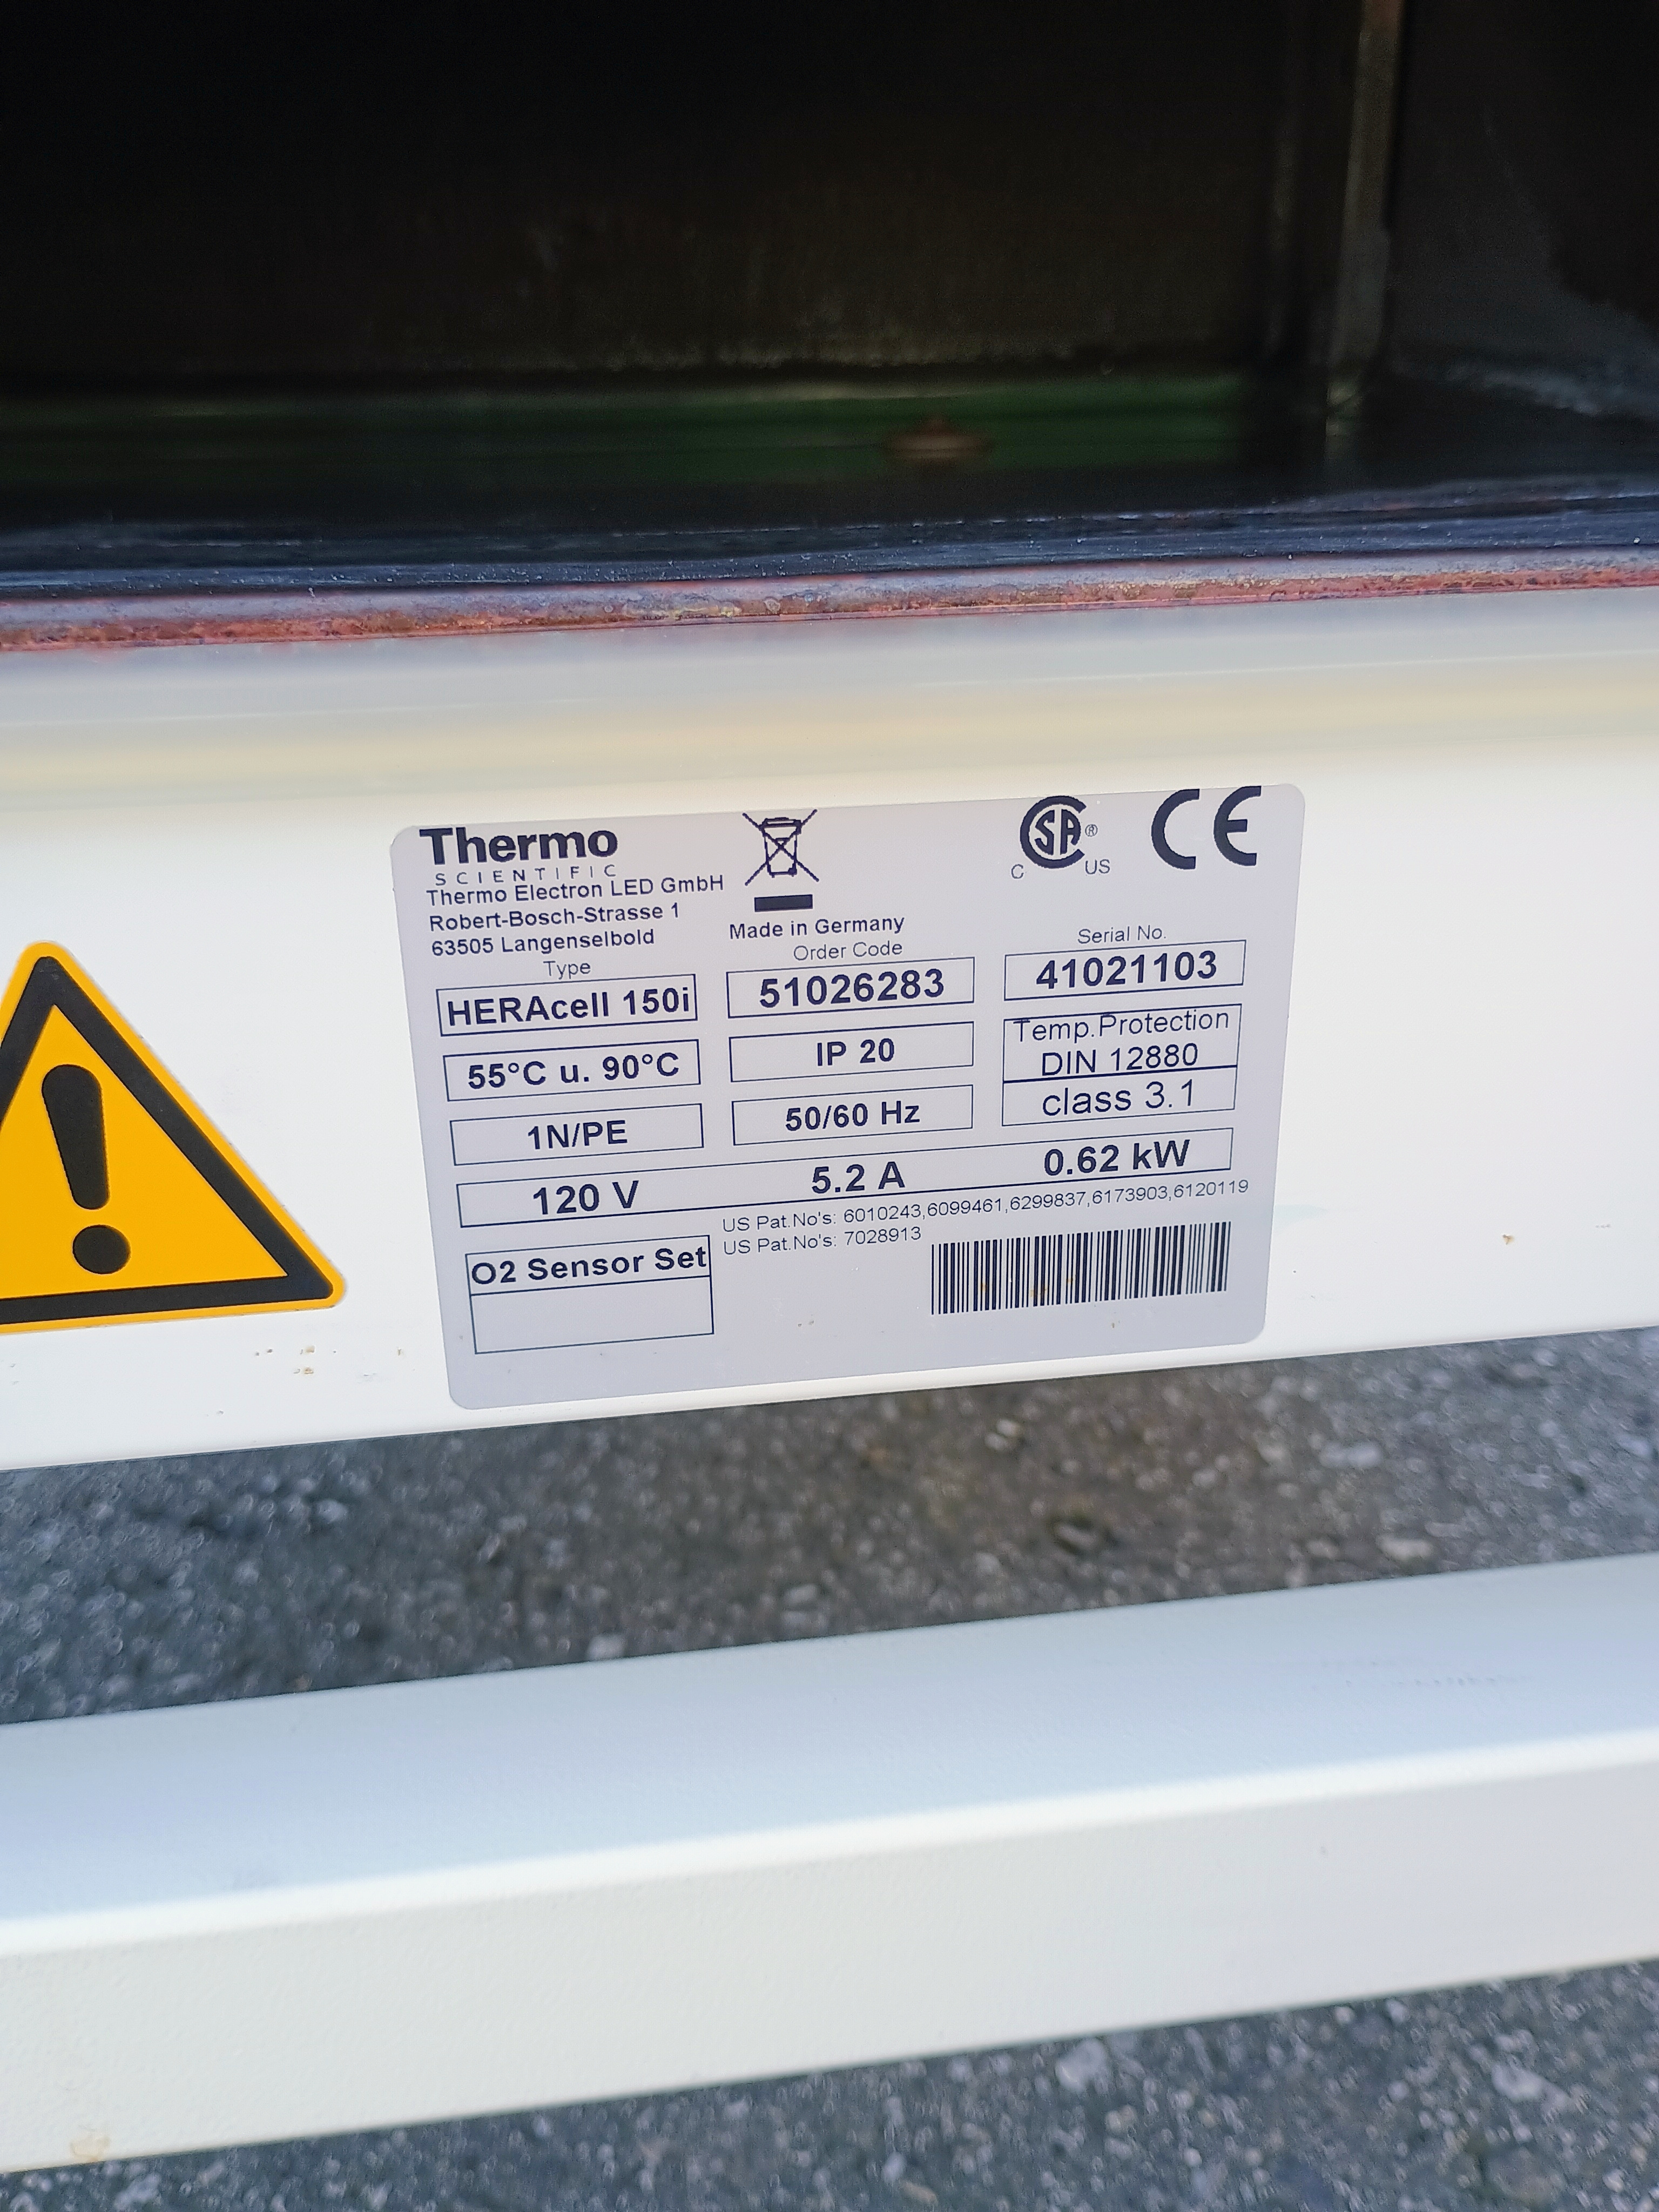 Thermo
SCIENTIFIC
Thermo Electron LED GmbH
Robert-Bosch-Strasse 1
63505 Langenselbold
Made in Germany
C SA® US
CE
Type
HERAcell 150i
Order Code
51026283
Serial No.
41021103
55°C u. 90°C
IP 20
Temp.Protection
DIN 12880
class 3.1
1N/PE
50/60 Hz
120 V 5.2 A 0.62 kW
US Pat.No's: 6010243,6099461,6299837,6173903,6120119
US Pat.No's: 7028913
O2 Sensor Set